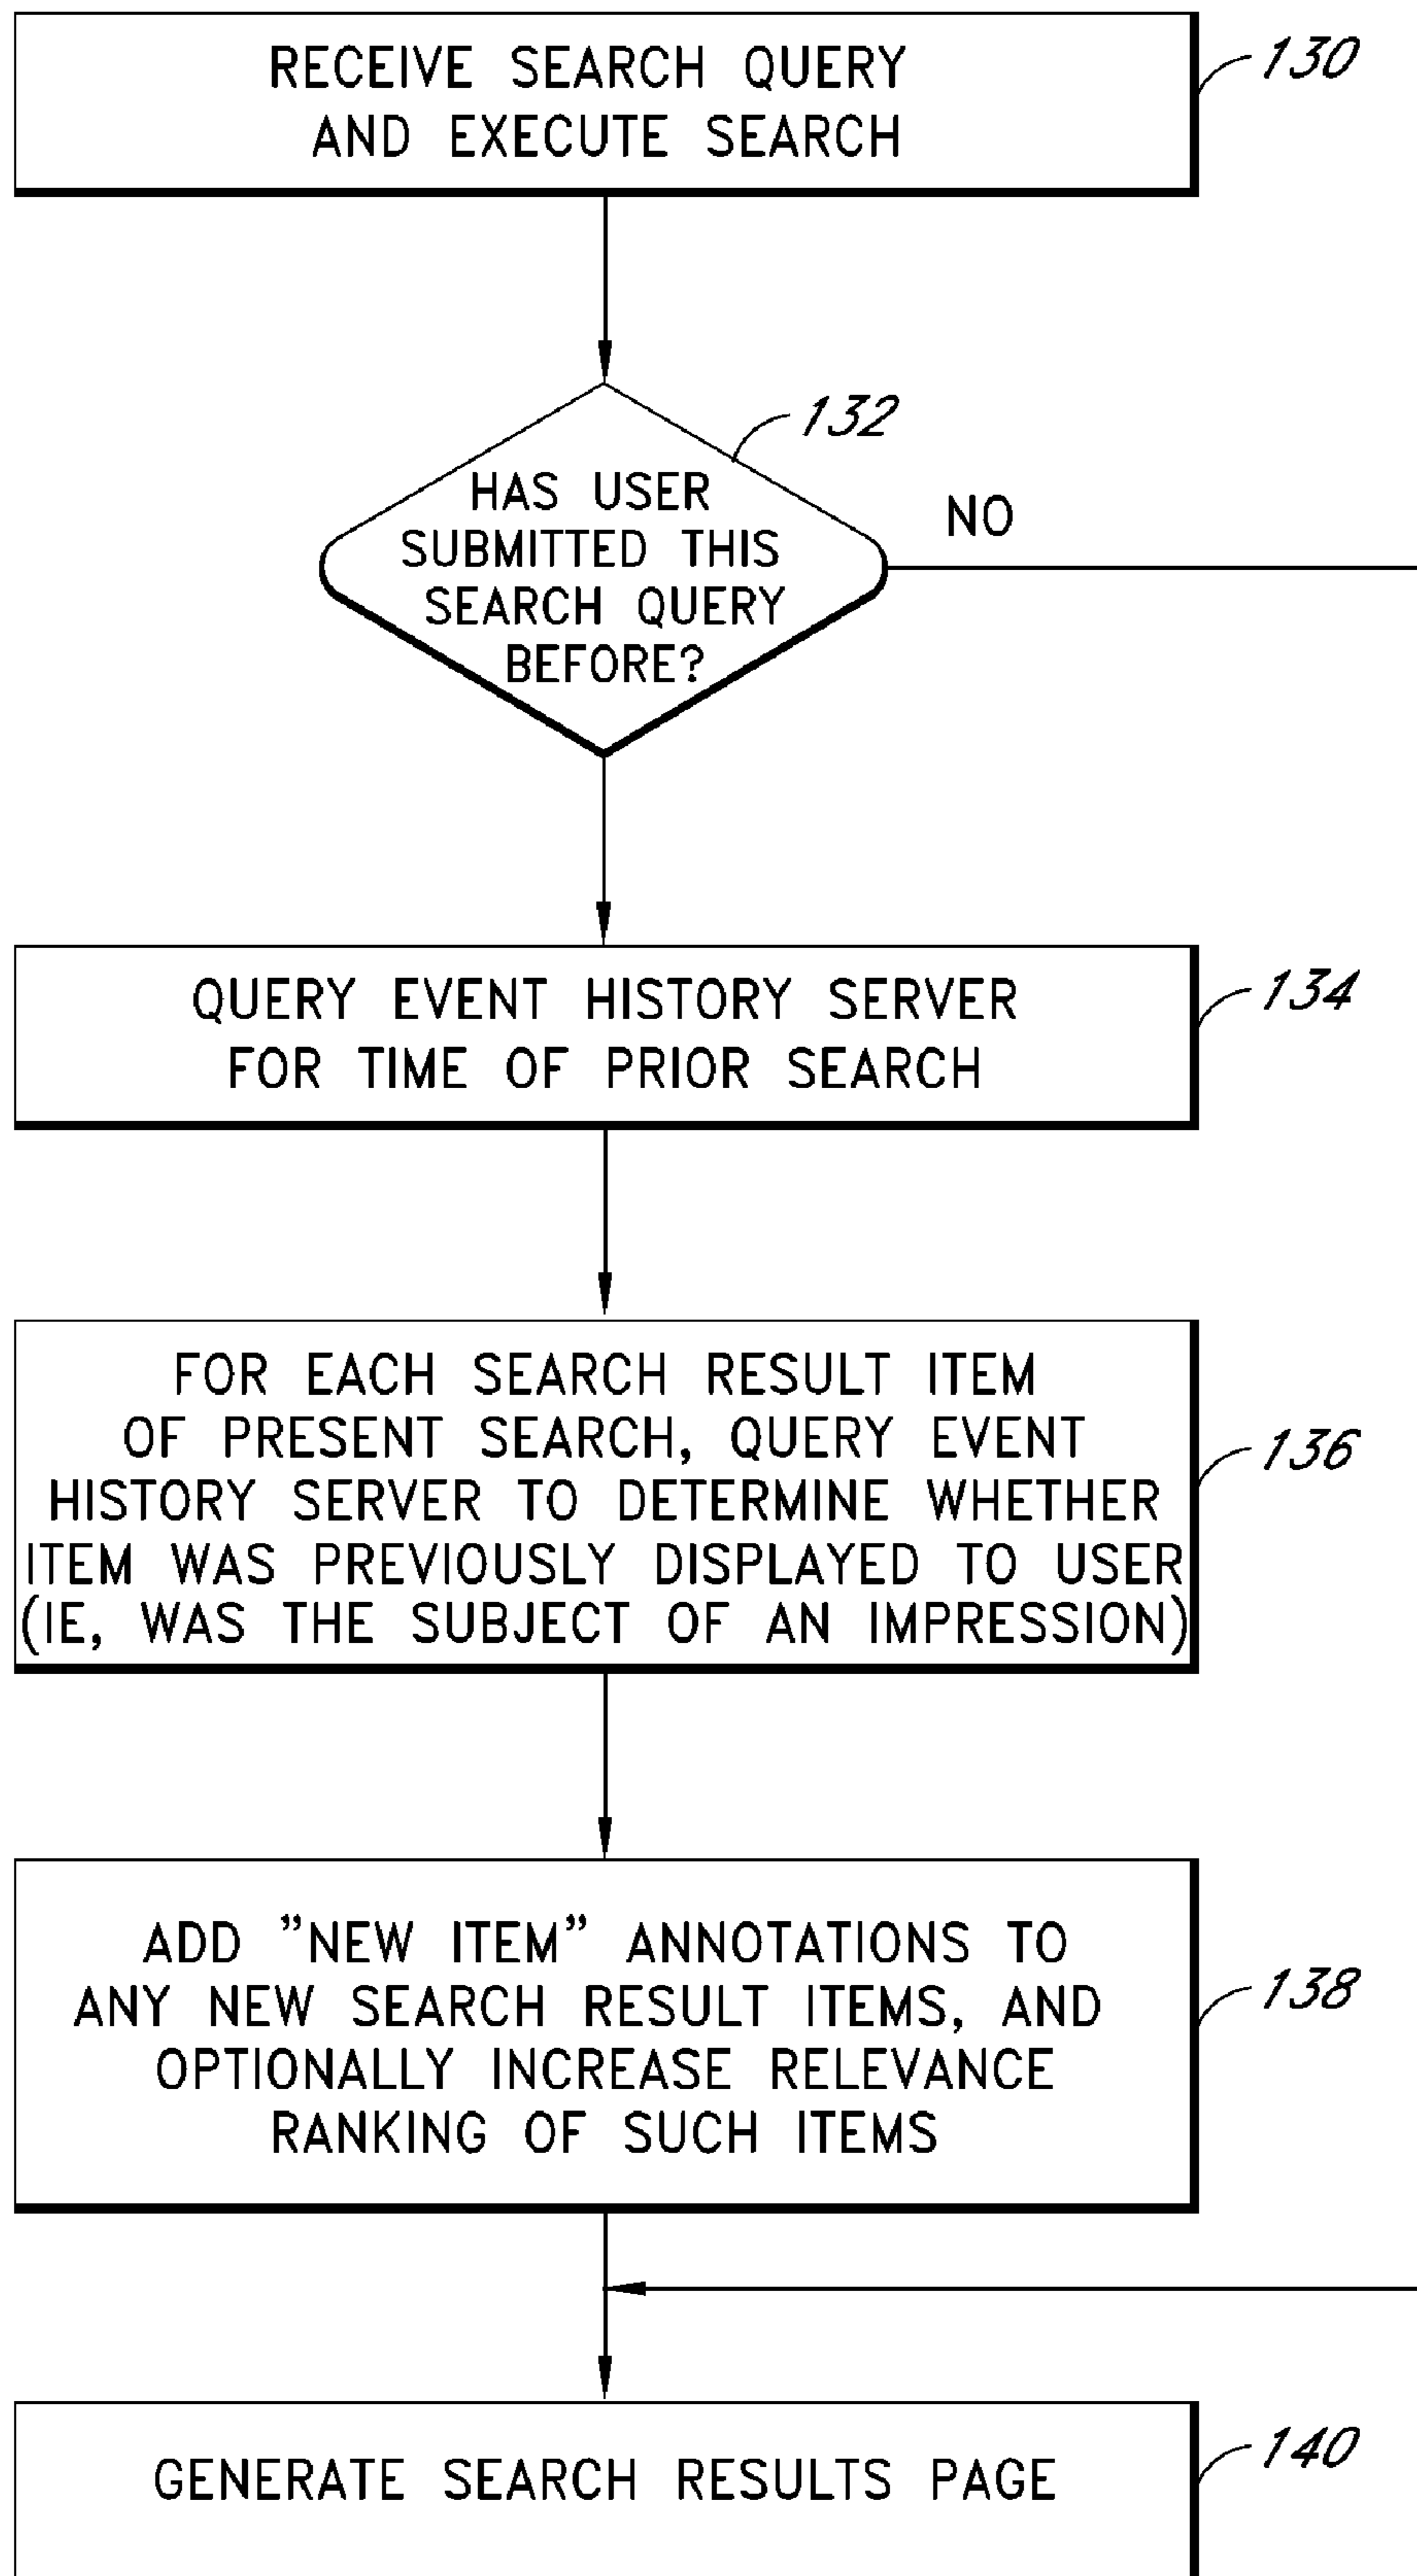 RECEIVE SEARCH QUERY
AND EXECUTE SEARCH
130
132
HAS USER
SUBMITTED THIS
SEARCH QUERY
BEFORE?
NO
QUERY EVENT HISTORY SERVER
FOR TIME OF PRIOR SEARCH
134
FOR EACH SEARCH RESULT ITEM
OF PRESENT SEARCH, QUERY EVENT
HISTORY SERVER TO DETERMINE WHETHER
ITEM WAS PREVIOUSLY DISPLAYED TO USER
(IE, WAS THE SUBJECT OF AN IMPRESSION)
136
ADD ”NEW ITEM” ANNOTATIONS TO
ANY NEW SEARCH RESULT ITEMS, AND
OPTIONALLY INCREASE RELEVANCE
RANKING OF SUCH ITEMS
138
GENERATE SEARCH RESULTS PAGE
140